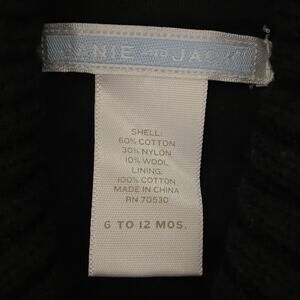 ANIE AND JACK
SHELL:
60% COTTON
30% NYLON
10% WOOL
LINING:
100% COTTON
MADE IN CHINA
RN 70530
6 TO 12 MOS.